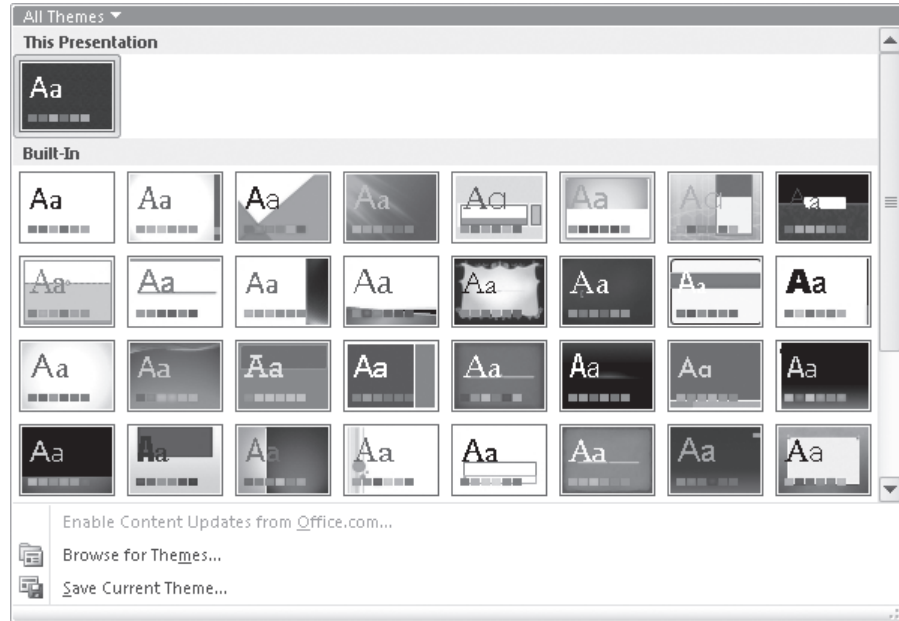 All Themes
This Presentation
Aa
Built-In
Aa Aa Aa Aa Aa Aa Aa Aa
Aa Aa Aa Aa Aa Aa Aa Aa
Aa Aa Aa Aa Aa Aa Aa Aa
Aa Aa Aa Aa Aa Aa Aa Aa
Enable Content Updates from Office.com...
Browse for Themes...
Save Current Theme...